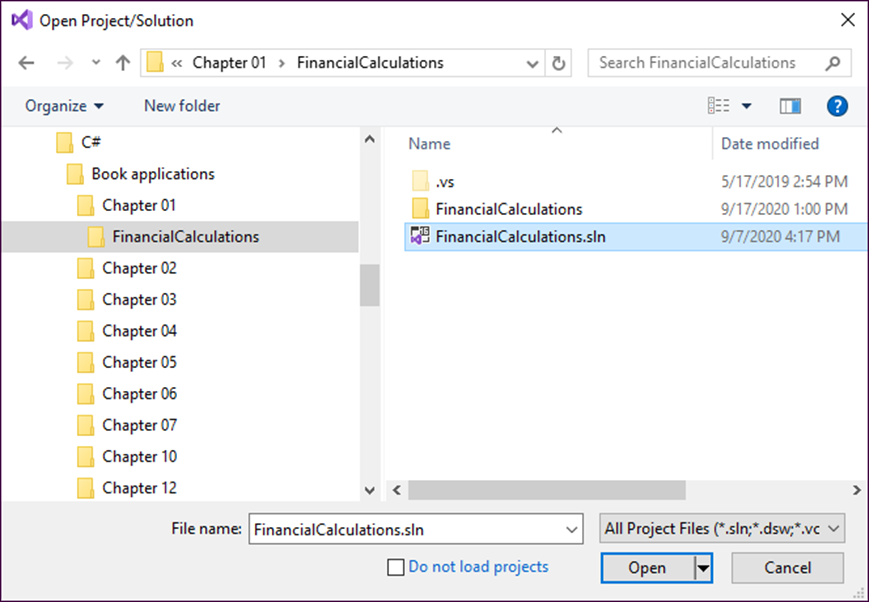 Open Project/Solution
« Chapter 01 › FinancialCalculations
Search FinancialCalculations
Organize New folder
?
C#
Book applications
Chapter 01
FinancialCalculations
Chapter 02
Chapter 03
Chapter 04
Chapter 05
Chapter 06
Chapter 07
Chapter 10
Chapter 12
Name Date modified
.vs 5/17/2019 2:54 PM
FinancialCalculations 9/17/2020 1:00 PM
FinancialCalculations.sln 9/7/2020 4:17 PM
File name: FinancialCalculations.sln All Project Files (*.sln;*.dsw;*.vc
Do not load projects
Open Cancel